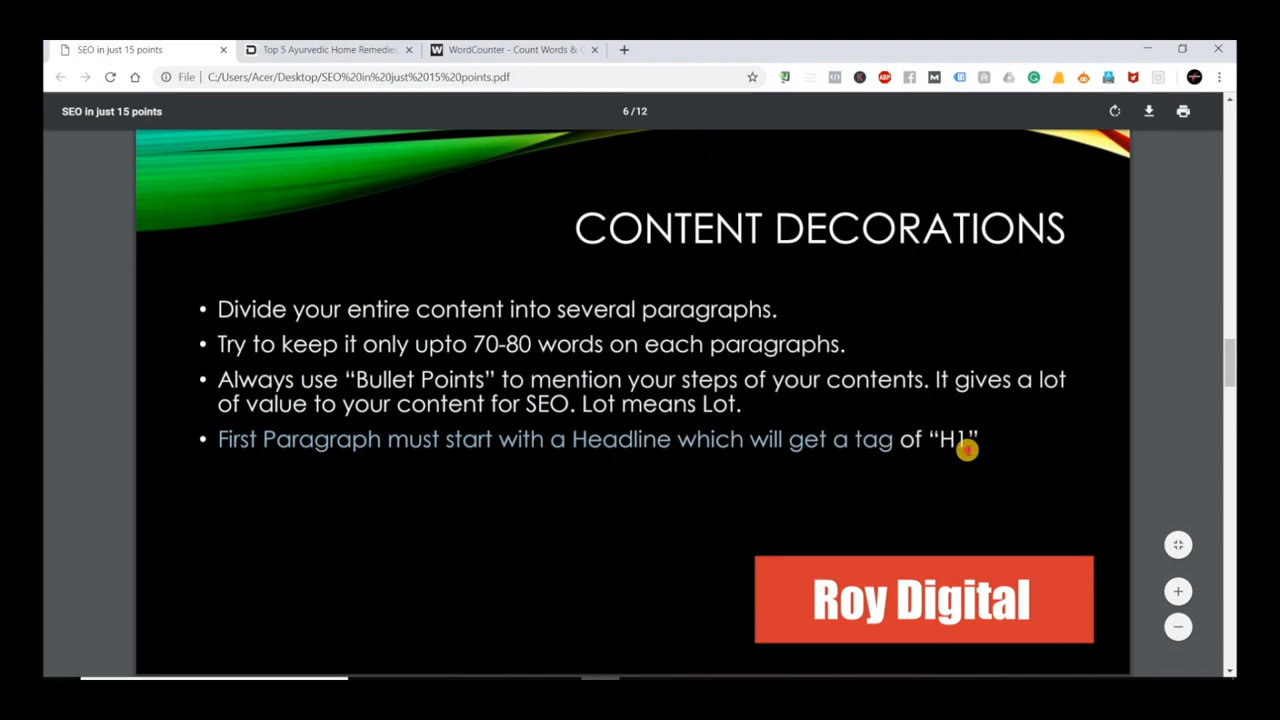 SEO in just 15 points
Top 5 Ayurvedic Home Remedies
WordCounter - Count Words &
File
C:/Users/Acer/Desktop/SEO%20in%20just%2015%20points.pdf
SEO in just 15 points
6 / 12
CONTENT DECORATIONS
• Divide your entire content into several paragraphs.
• Try to keep it only upto 70-80 words on each paragraphs.
• Always use “Bullet Points” to mention your steps of your contents. It gives a lot
of value to your content for SEO. Lot means Lot.
• First Paragraph must start with a Headline which will get a tag of “H1”
Roy Digital